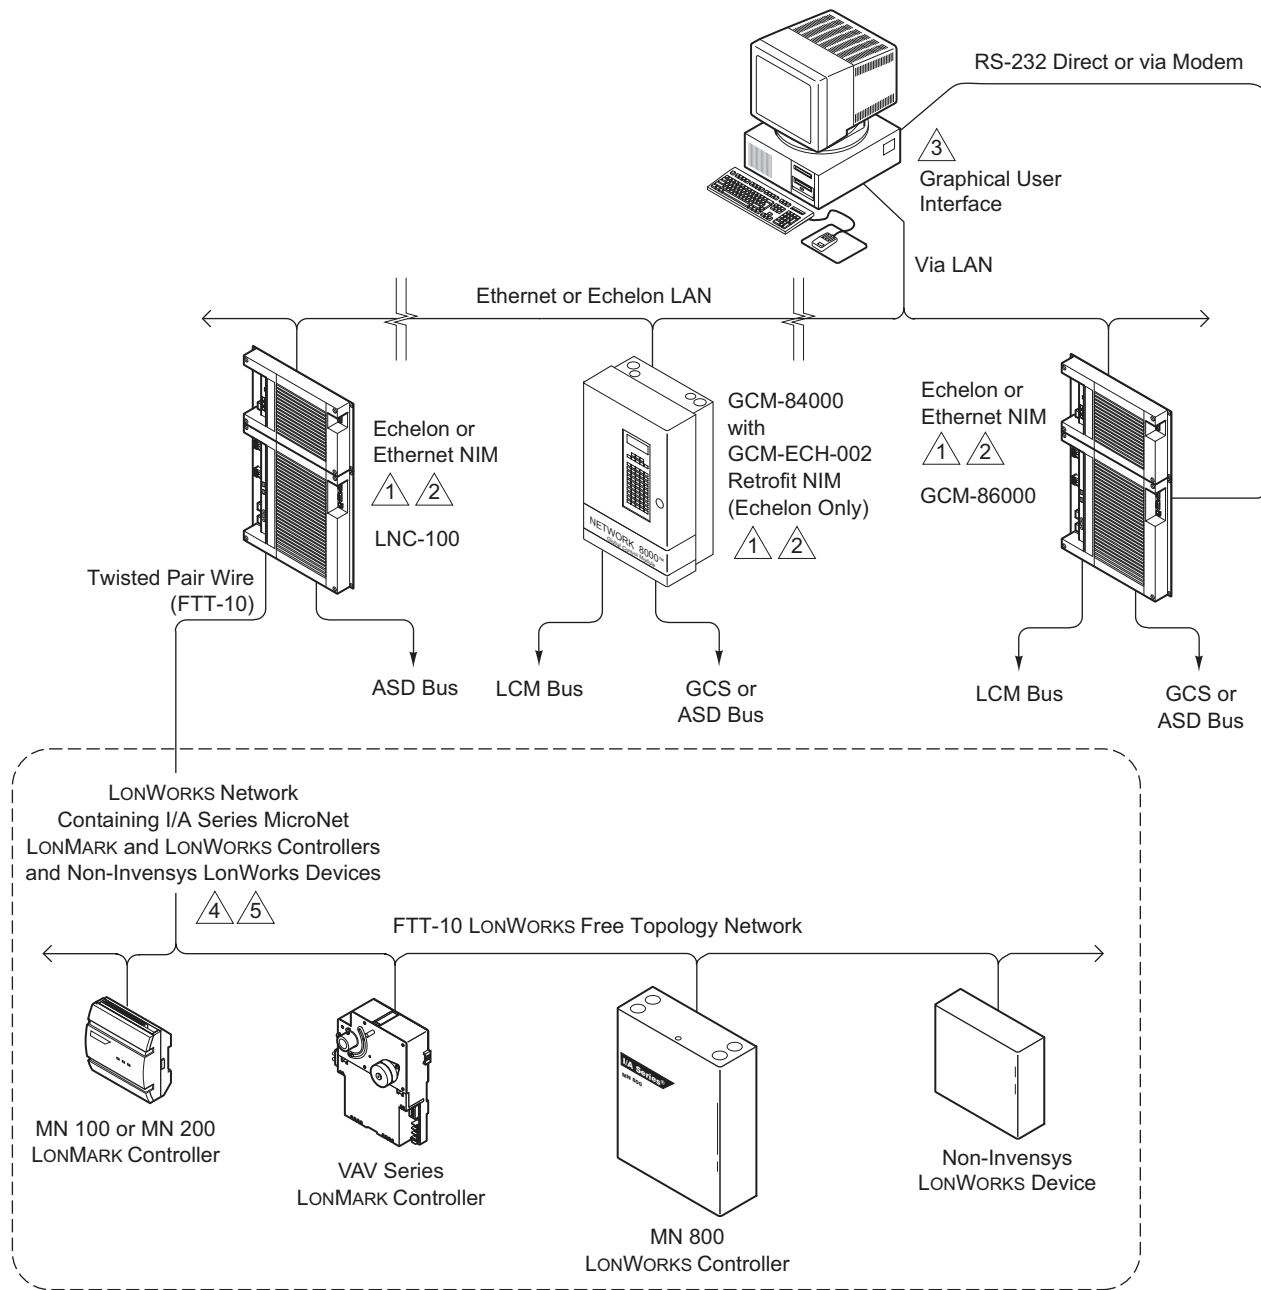 RS-232 Direct or via Modem
3
Graphical User
Interface
Via LAN
Ethernet or Echelon LAN
Echelon or
Ethernet NIM
1 2
LNC-100
GCM-84000
with
GCM-ECH-002
Retrofit NIM
(Echelon Only)
1 2
Echelon or
Ethernet NIM
1 2
GCM-86000
NETWORK 8000™
Global Control Module
Twisted Pair Wire
(FTT-10)
ASD Bus
LCM Bus
GCS or
ASD Bus
LCM Bus
GCS or
ASD Bus
LONWORKS Network
Containing I/A Series MicroNet
LONMARK and LONWORKS Controllers
and Non-Invensys LonWorks Devices
4 5
FTT-10 LONWORKS Free Topology Network
I/A Series®
MN 800
MN 100 or MN 200
LONMARK Controller
VAV Series
LONMARK Controller
MN 800
LONWORKS Controller
Non-Invensys
LONWORKS Device